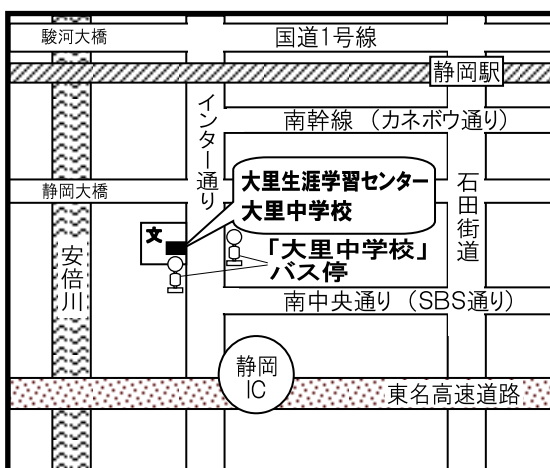 駿河大橋
国道1号線
静岡駅
インター通り
南幹線 (カネボウ通り)
大里生涯学習センター
大里中学校
静岡大橋
石田街道
文
「大里中学校」
バス停
安倍川
南中央通り (SBS通り)
静岡
IC
東名高速道路